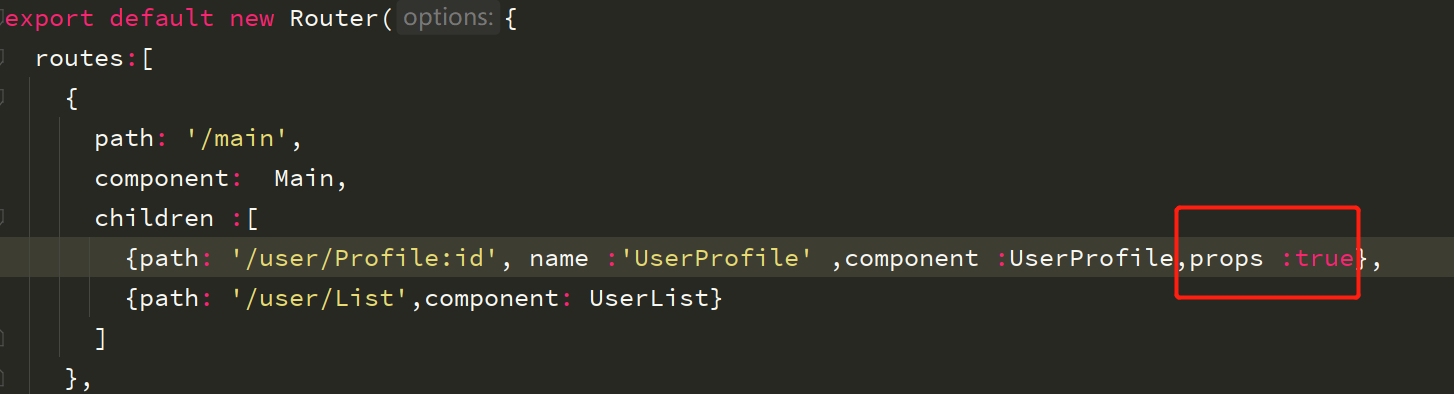 export default new Router( options: {
routes:[
{
path: '/main',
component:  Main,
children :[
{path: '/user/Profile:id', name :'UserProfile' ,component :UserProfile,props :true},
{path: '/user/List',component: UserList}
]
},